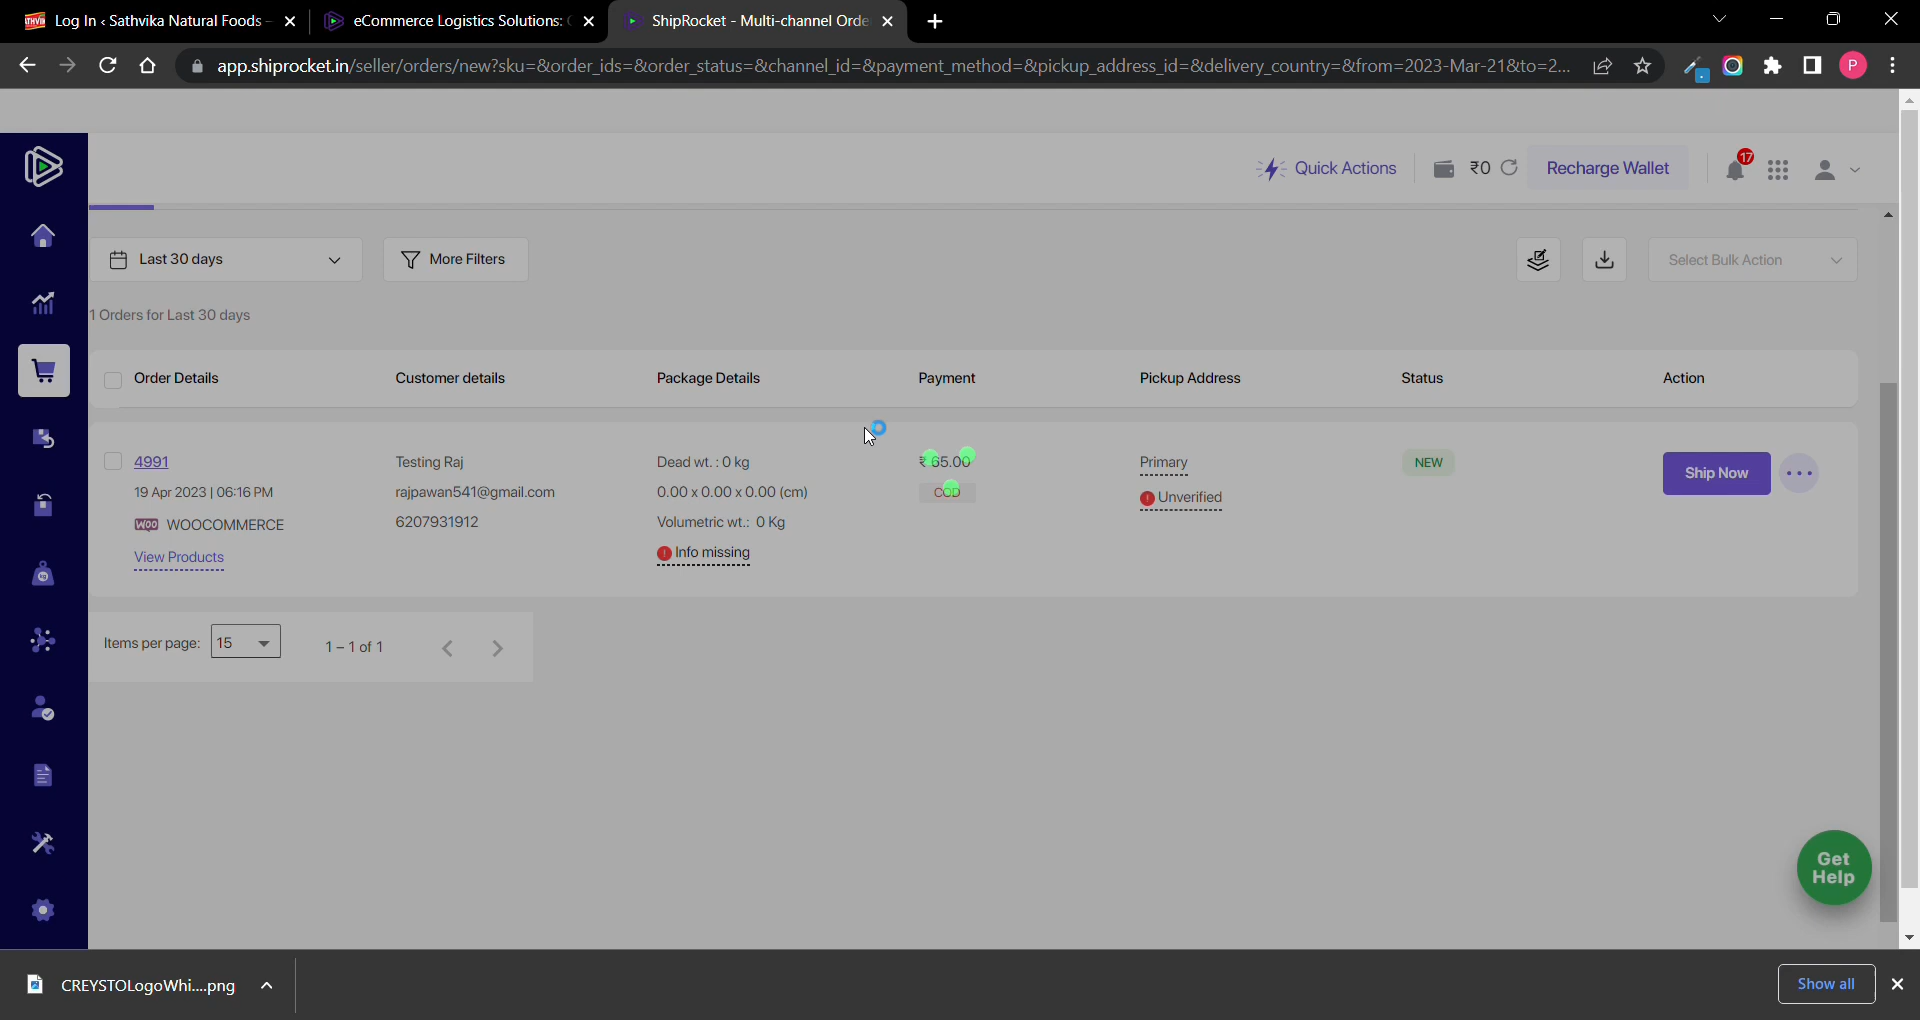 Log In ‹ Sathvika Natural Foods -
eCommerce Logistics Solutions:
ShipRocket - Multi-channel Orde
app.shiprocket.in/seller/orders/new?sku=&order_ids=&order_status=&channel_id=&payment_method=&pickup_address_id=&delivery_country=&from=2023-Mar-21&to=2...
P
Quick Actions
₹0
Recharge Wallet
17
Last 30 days
More Filters
Select Bulk Action
1 Orders for Last 30 days
Order Details Customer details Package Details Payment Pickup Address Status Action
4991 Testing Raj Dead wt. : 0 kg ₹ 65.00 Primary NEW Ship Now
19 Apr 2023 | 06:16 PM rajpawan541@gmail.com 0.00 x 0.00 x 0.00 (cm) COD Unverified
WOO WOOCOMMERCE 6207931912 Volumetric wt.: 0 Kg
View Products Info missing
Items per page: 15 1 – 1 of 1
Get
Help
CREYSTOLogoWhi....png
Show all